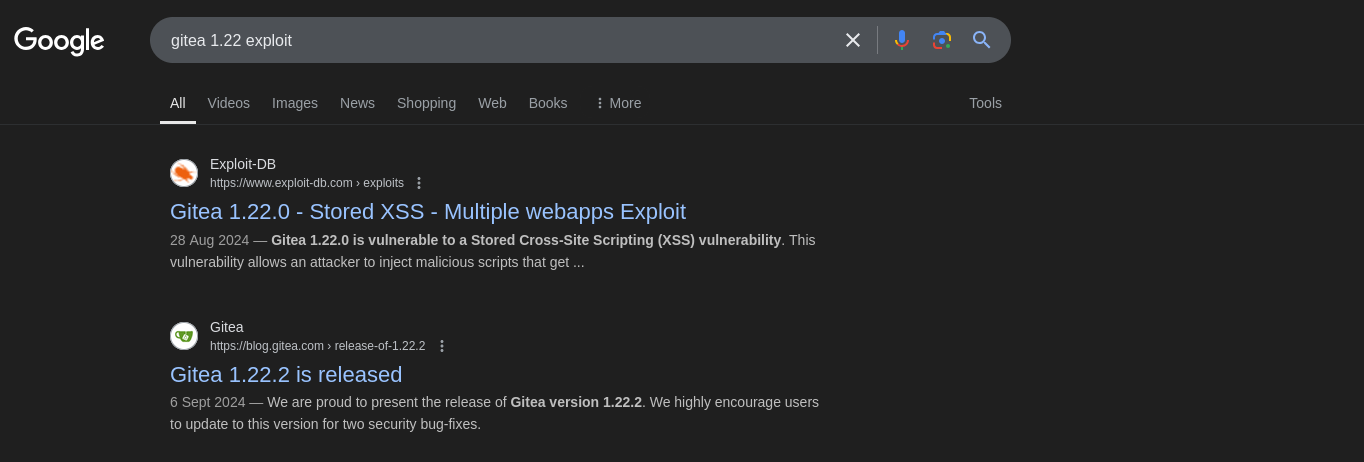 Google
gitea 1.22 exploit
All Videos Images News Shopping Web Books More Tools
Exploit-DB
https://www.exploit-db.com › exploits
Gitea 1.22.0 - Stored XSS - Multiple webapps Exploit
28 Aug 2024 — Gitea 1.22.0 is vulnerable to a Stored Cross-Site Scripting (XSS) vulnerability. This
vulnerability allows an attacker to inject malicious scripts that get ...
Gitea
https://blog.gitea.com › release-of-1.22.2
Gitea 1.22.2 is released
6 Sept 2024 — We are proud to present the release of Gitea version 1.22.2. We highly encourage users
to update to this version for two security bug-fixes.